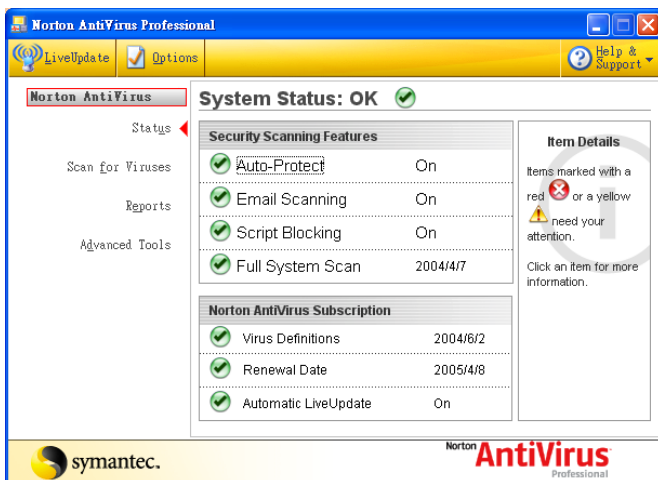 Norton AntiVirus Professional
LiveUpdate
Options
Help & Support
Norton AntiVirus
Status
Scan for Viruses
Reports
Advanced Tools
System Status: OK
Security Scanning Features
Auto-Protect On
Email Scanning On
Script Blocking On
Full System Scan 2004/4/7
Norton AntiVirus Subscription
Virus Definitions 2004/6/2
Renewal Date 2005/4/8
Automatic LiveUpdate On
Item Details
Items marked with a
red or a yellow
need your
attention.
Click an item for more
information.
symantec.
Norton
AntiVirus
Professional